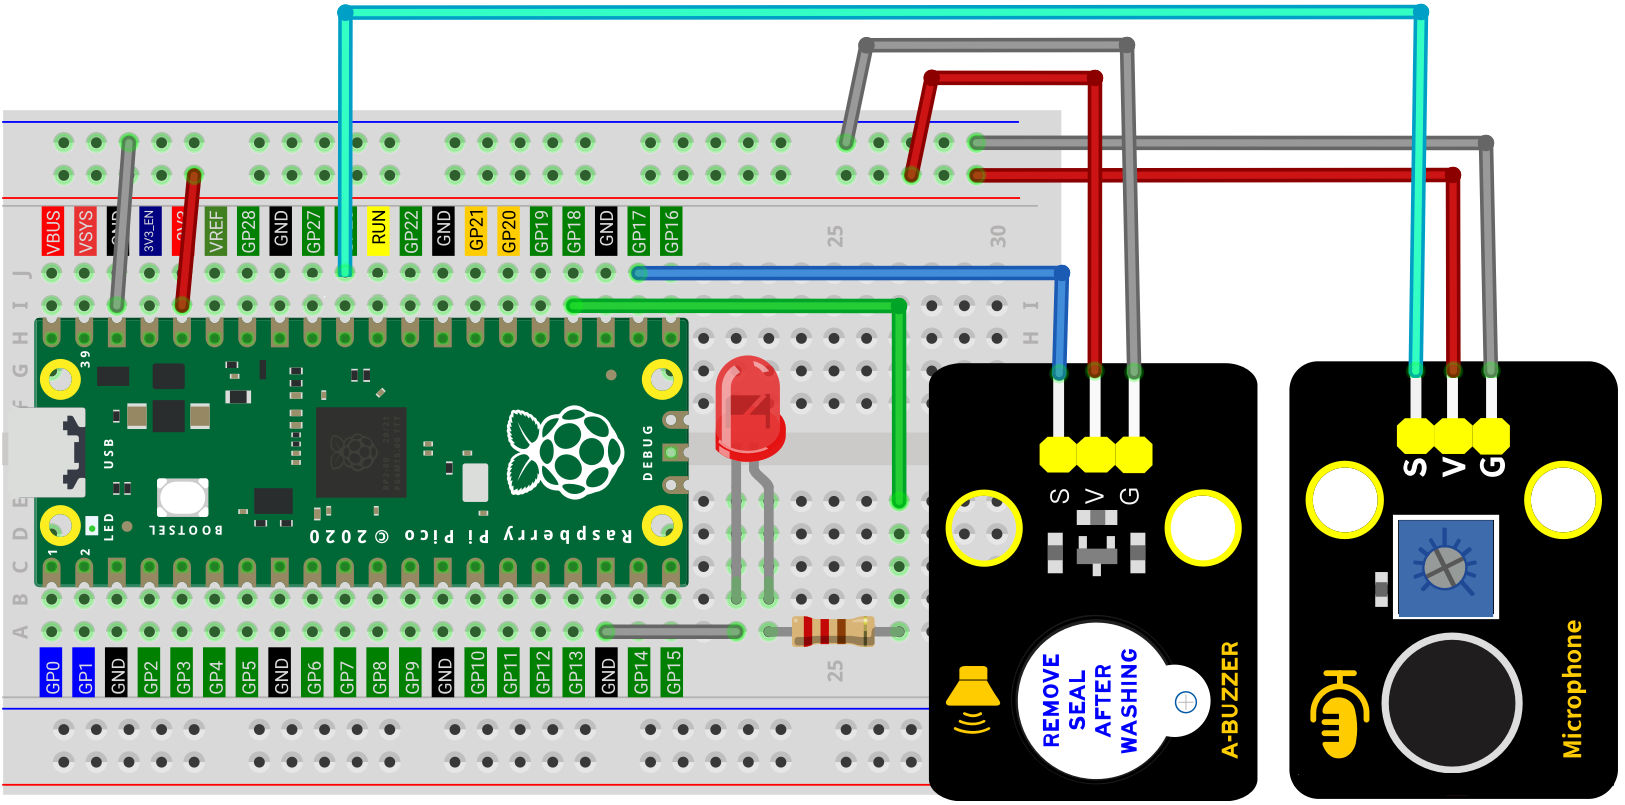 VBUS
VSYS
GND
3V3_EN
3V3
VREF
GP28
GND
GP27
RUN
GP22
GND
GP21
GP20
GP19
GP18
GND
GP17
GP16
25
30
J
I
H
G
F
E
D
C
B
A
I
H
39
USB
DEBUG
BOOTSEL
LED
1
2
Raspberry Pi Pico © 2020
GP0
GP1
GND
GP2
GP3
GP4
GP5
GND
GP6
GP7
GP8
GP9
GND
GP10
GP11
GP12
GP13
GND
GP14
GP15
25
S
V
G
REMOVE
SEAL
AFTER
WASHING
A-BUZZER
S
V
G
Microphone